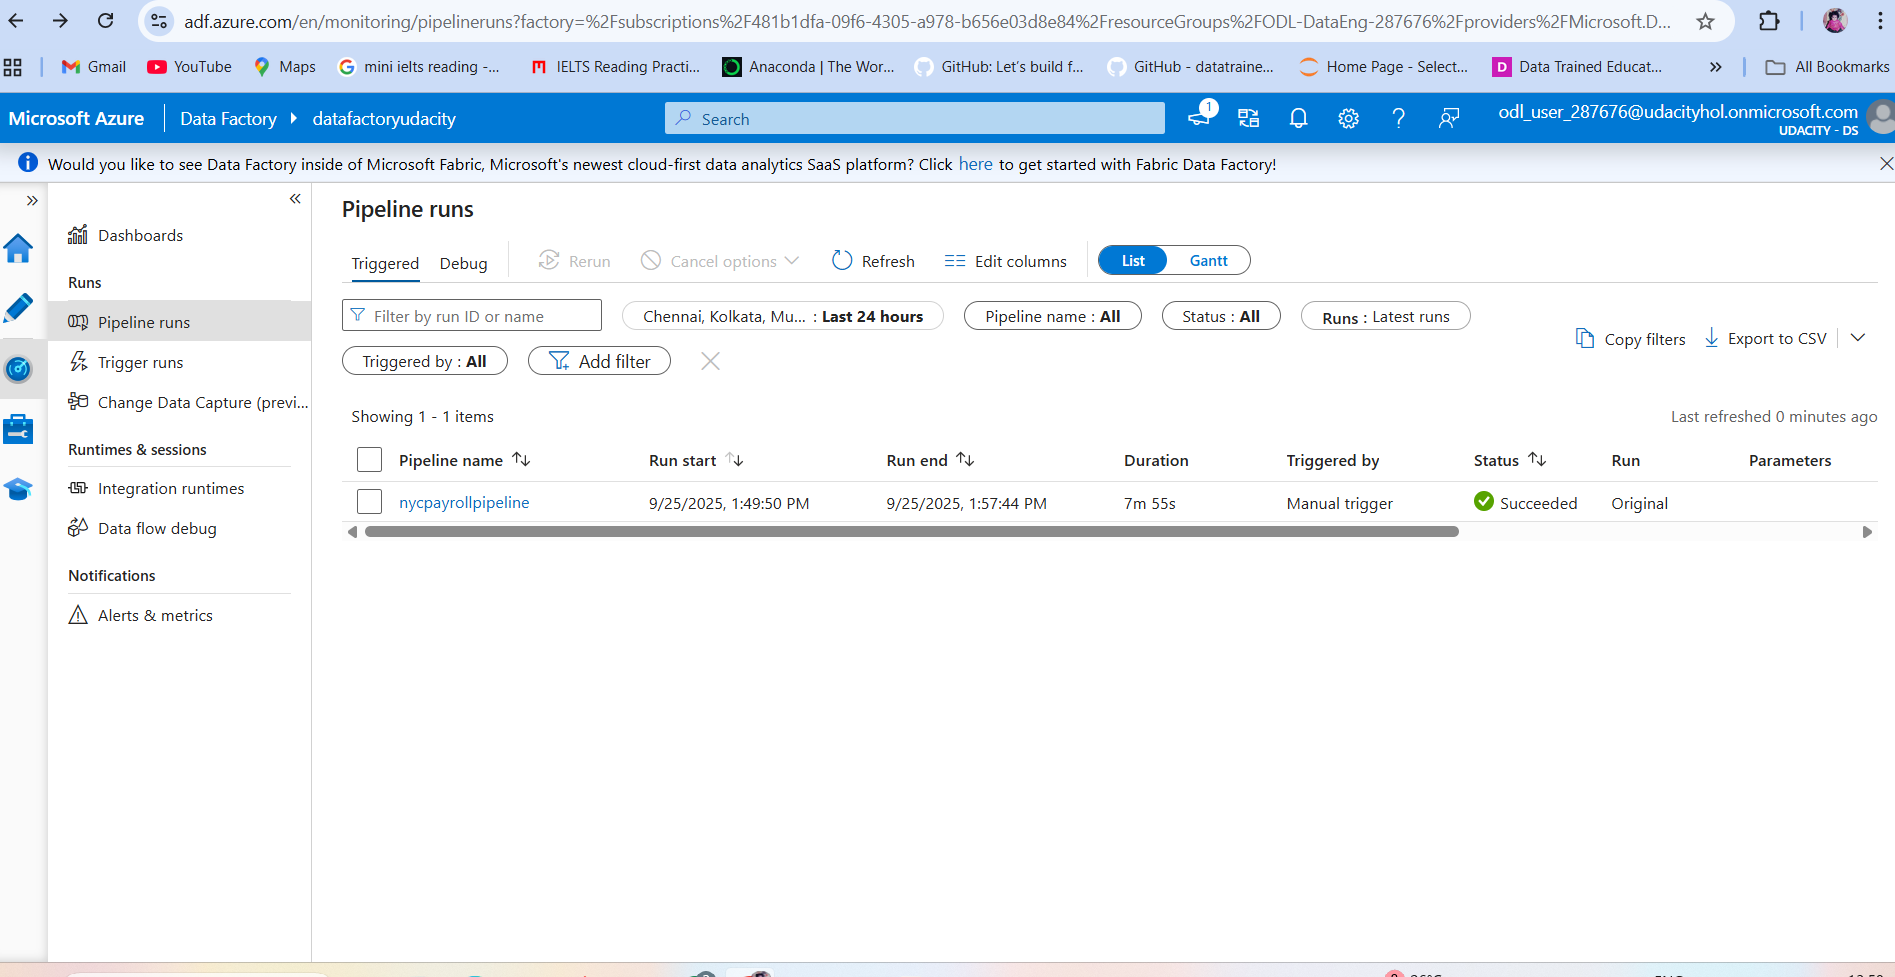 adf.azure.com/en/monitoring/pipelineruns?factory=%2Fsubscriptions%2F481b1dfa-09f6-4305-a978-b656e03d8e84%2FresourceGroups%2FODL-DataEng-287676%2Fproviders%2FMicrosoft.D...
Gmail YouTube Maps mini ielts reading -... IELTS Reading Practi... Anaconda | The Wor... GitHub: Let's build f... GitHub - datatraine... Home Page - Select... D Data Trained Educat... » All Bookmarks
Microsoft Azure Data Factory datafactoryudacity Search 1 odl_user_287676@udacityhol.onmicrosoft.com
UDACITY - DS
Would you like to see Data Factory inside of Microsoft Fabric, Microsoft's newest cloud-first data analytics SaaS platform? Click here to get started with Fabric Data Factory!
Dashboards
Runs
Pipeline runs
Trigger runs
Change Data Capture (previ...
Runtimes & sessions
Integration runtimes
Data flow debug
Notifications
Alerts & metrics
Pipeline runs
Triggered Debug Rerun Cancel options Refresh Edit columns List Gantt
Filter by run ID or name Chennai, Kolkata, Mu... : Last 24 hours Pipeline name : All Status : All Runs : Latest runs
Triggered by : All Add filter
Copy filters Export to CSV
Showing 1 - 1 items Last refreshed 0 minutes ago
Pipeline name Run start Run end Duration Triggered by Status Run Parameters
nycpayrollpipeline 9/25/2025, 1:49:50 PM 9/25/2025, 1:57:44 PM 7m 55s Manual trigger Succeeded Original